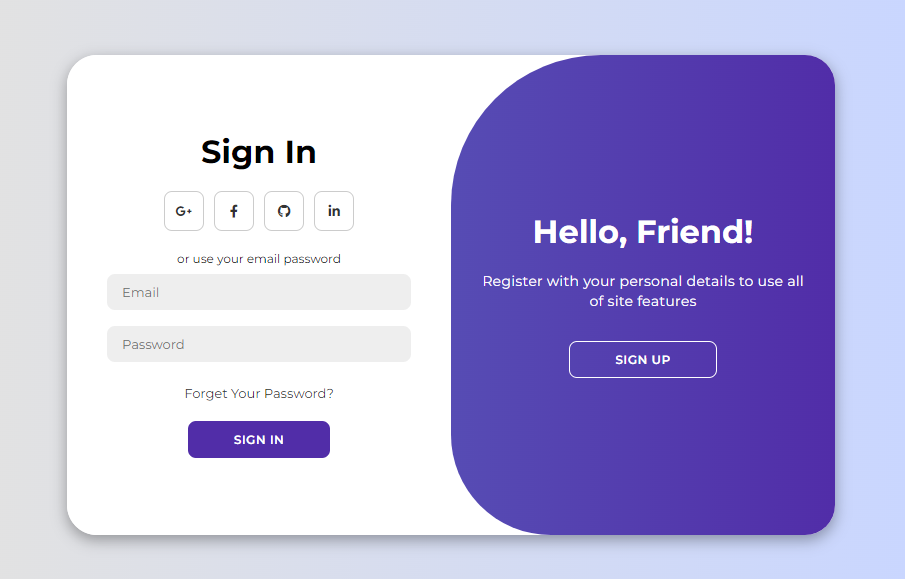 Sign In
G+ f in
or use your email password
Email
Password
Forget Your Password?
SIGN IN
Hello, Friend!
Register with your personal details to use all
of site features
SIGN UP